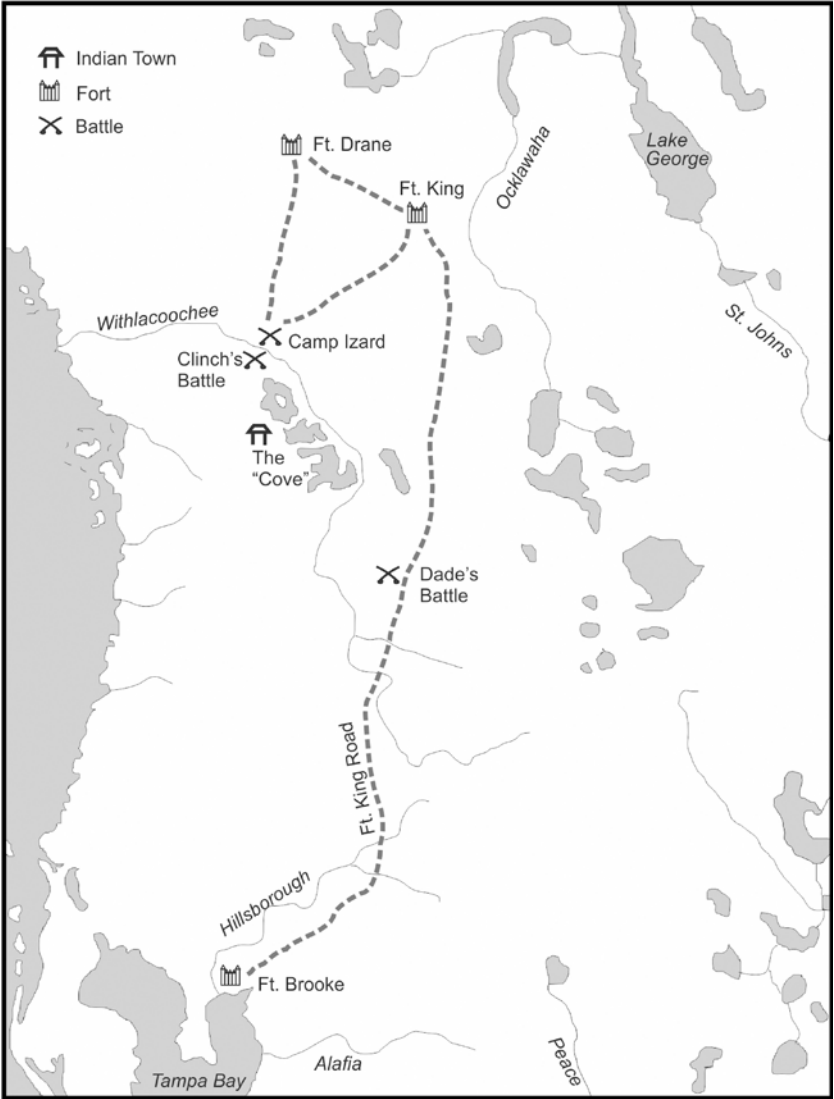 Indian Town
Fort
Battle
Ft. Drane
Ft. King
Ocklawaha
Lake
George
St. Johns
Withlacoochee
Camp Izard
Clinch's
Battle
The
"Cove"
Dade's
Battle
Ft. King Road
Hillsborough
Ft. Brooke
Alafia
Tampa Bay
Peace